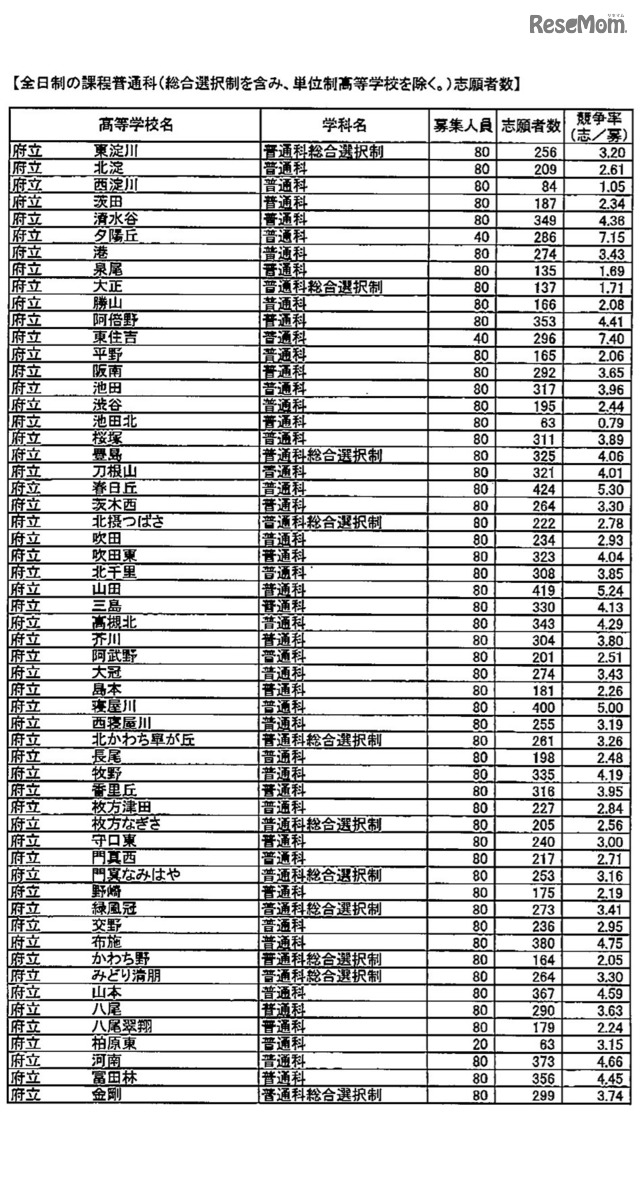 リセマム
ReseMom.
【全日制の課程普通科(総合選択制を含み、単位制高等学校を除く。)志願者数】
高等学校名 学科名 募集人員 志願者数 競争率(志/募)
府立 東淀川 普通科総合選択制 80 256 3.20
府立 北淀 普通科 80 209 2.61
府立 西淀川 普通科 80 84 1.05
府立 茨田 普通科 80 187 2.34
府立 清水谷 普通科 80 349 4.36
府立 夕陽丘 普通科 40 286 7.15
府立 港 普通科 80 274 3.43
府立 泉尾 普通科 80 135 1.69
府立 大正 普通科総合選択制 80 137 1.71
府立 勝山 普通科 80 166 2.08
府立 阿倍野 普通科 80 353 4.41
府立 東住吉 普通科 40 296 7.40
府立 平野 普通科 80 165 2.06
府立 阪南 普通科 80 292 3.65
府立 池田 普通科 80 317 3.96
府立 渋谷 普通科 80 195 2.44
府立 池田北 普通科 80 63 0.79
府立 桜塚 普通科 80 311 3.89
府立 豊島 普通科総合選択制 80 325 4.06
府立 刀根山 普通科 80 321 4.01
府立 春日丘 普通科 80 424 5.30
府立 茨木西 普通科 80 264 3.30
府立 北摂つばさ 普通科総合選択制 80 222 2.78
府立 吹田 普通科 80 234 2.93
府立 吹田東 普通科 80 323 4.04
府立 北千里 普通科 80 308 3.85
府立 山田 普通科 80 419 5.24
府立 三島 普通科 80 330 4.13
府立 高槻北 普通科 80 343 4.29
府立 芥川 普通科 80 304 3.80
府立 阿武野 普通科 80 201 2.51
府立 大冠 普通科 80 274 3.43
府立 島本 普通科 80 181 2.26
府立 寝屋川 普通科 80 400 5.00
府立 西寝屋川 普通科 80 255 3.19
府立 北かわち皐が丘 普通科総合選択制 80 261 3.26
府立 長尾 普通科 80 198 2.48
府立 牧野 普通科 80 335 4.19
府立 香里丘 普通科 80 316 3.95
府立 枚方津田 普通科 80 227 2.84
府立 枚方なぎさ 普通科総合選択制 80 205 2.56
府立 守口東 普通科 80 240 3.00
府立 門真西 普通科 80 217 2.71
府立 門真なみはや 普通科総合選択制 80 253 3.16
府立 野崎 普通科 80 175 2.19
府立 緑風冠 普通科総合選択制 80 273 3.41
府立 交野 普通科 80 236 2.95
府立 布施 普通科 80 380 4.75
府立 かわち野 普通科総合選択制 80 164 2.05
府立 みどり清朋 普通科総合選択制 80 264 3.30
府立 山本 普通科 80 367 4.59
府立 八尾 普通科 80 290 3.63
府立 八尾翠翔 普通科 80 179 2.24
府立 柏原東 普通科 20 63 3.15
府立 河南 普通科 80 373 4.66
府立 富田林 普通科 80 356 4.45
府立 金剛 普通科総合選択制 80 299 3.74